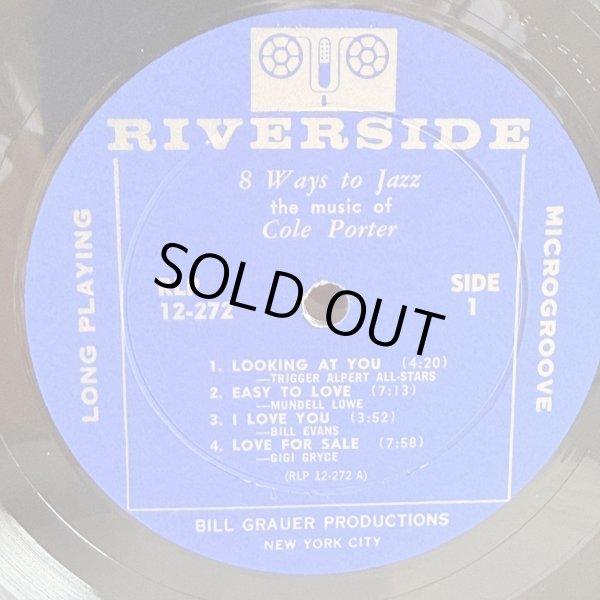 RIVERSIDE
8 Ways to Jazz
the music of
Cole Porter
LONG PLAYING
MICROGROOVE
RLP
12-272
SIDE
1
SOLD OUT
1. LOOKING AT YOU (4:20)
—TRIGGER ALPERT ALL-STARS
2. EASY TO LOVE (7:13)
—MUNDELL LOWE
3. I LOVE YOU (3:52)
—BILL EVANS
4. LOVE FOR SALE (7:58)
—GIGI GRYCE
(RLP 12-272 A)
BILL GRAUER PRODUCTIONS
NEW YORK CITY